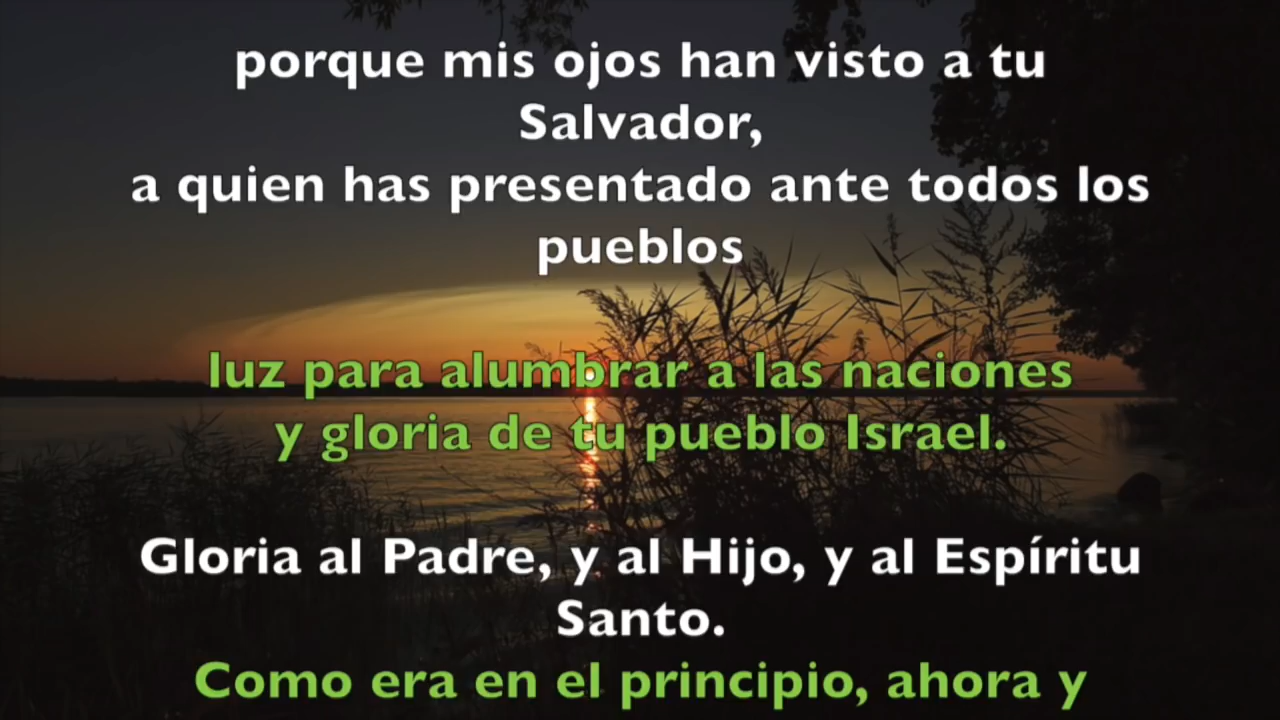 porque mis ojos han visto a tu
Salvador,
a quien has presentado ante todos los
pueblos
luz para alumbrar a las naciones
y gloria de tu pueblo Israel.
Gloria al Padre, y al Hijo, y al Espíritu
Santo.
Como era en el principio, ahora y